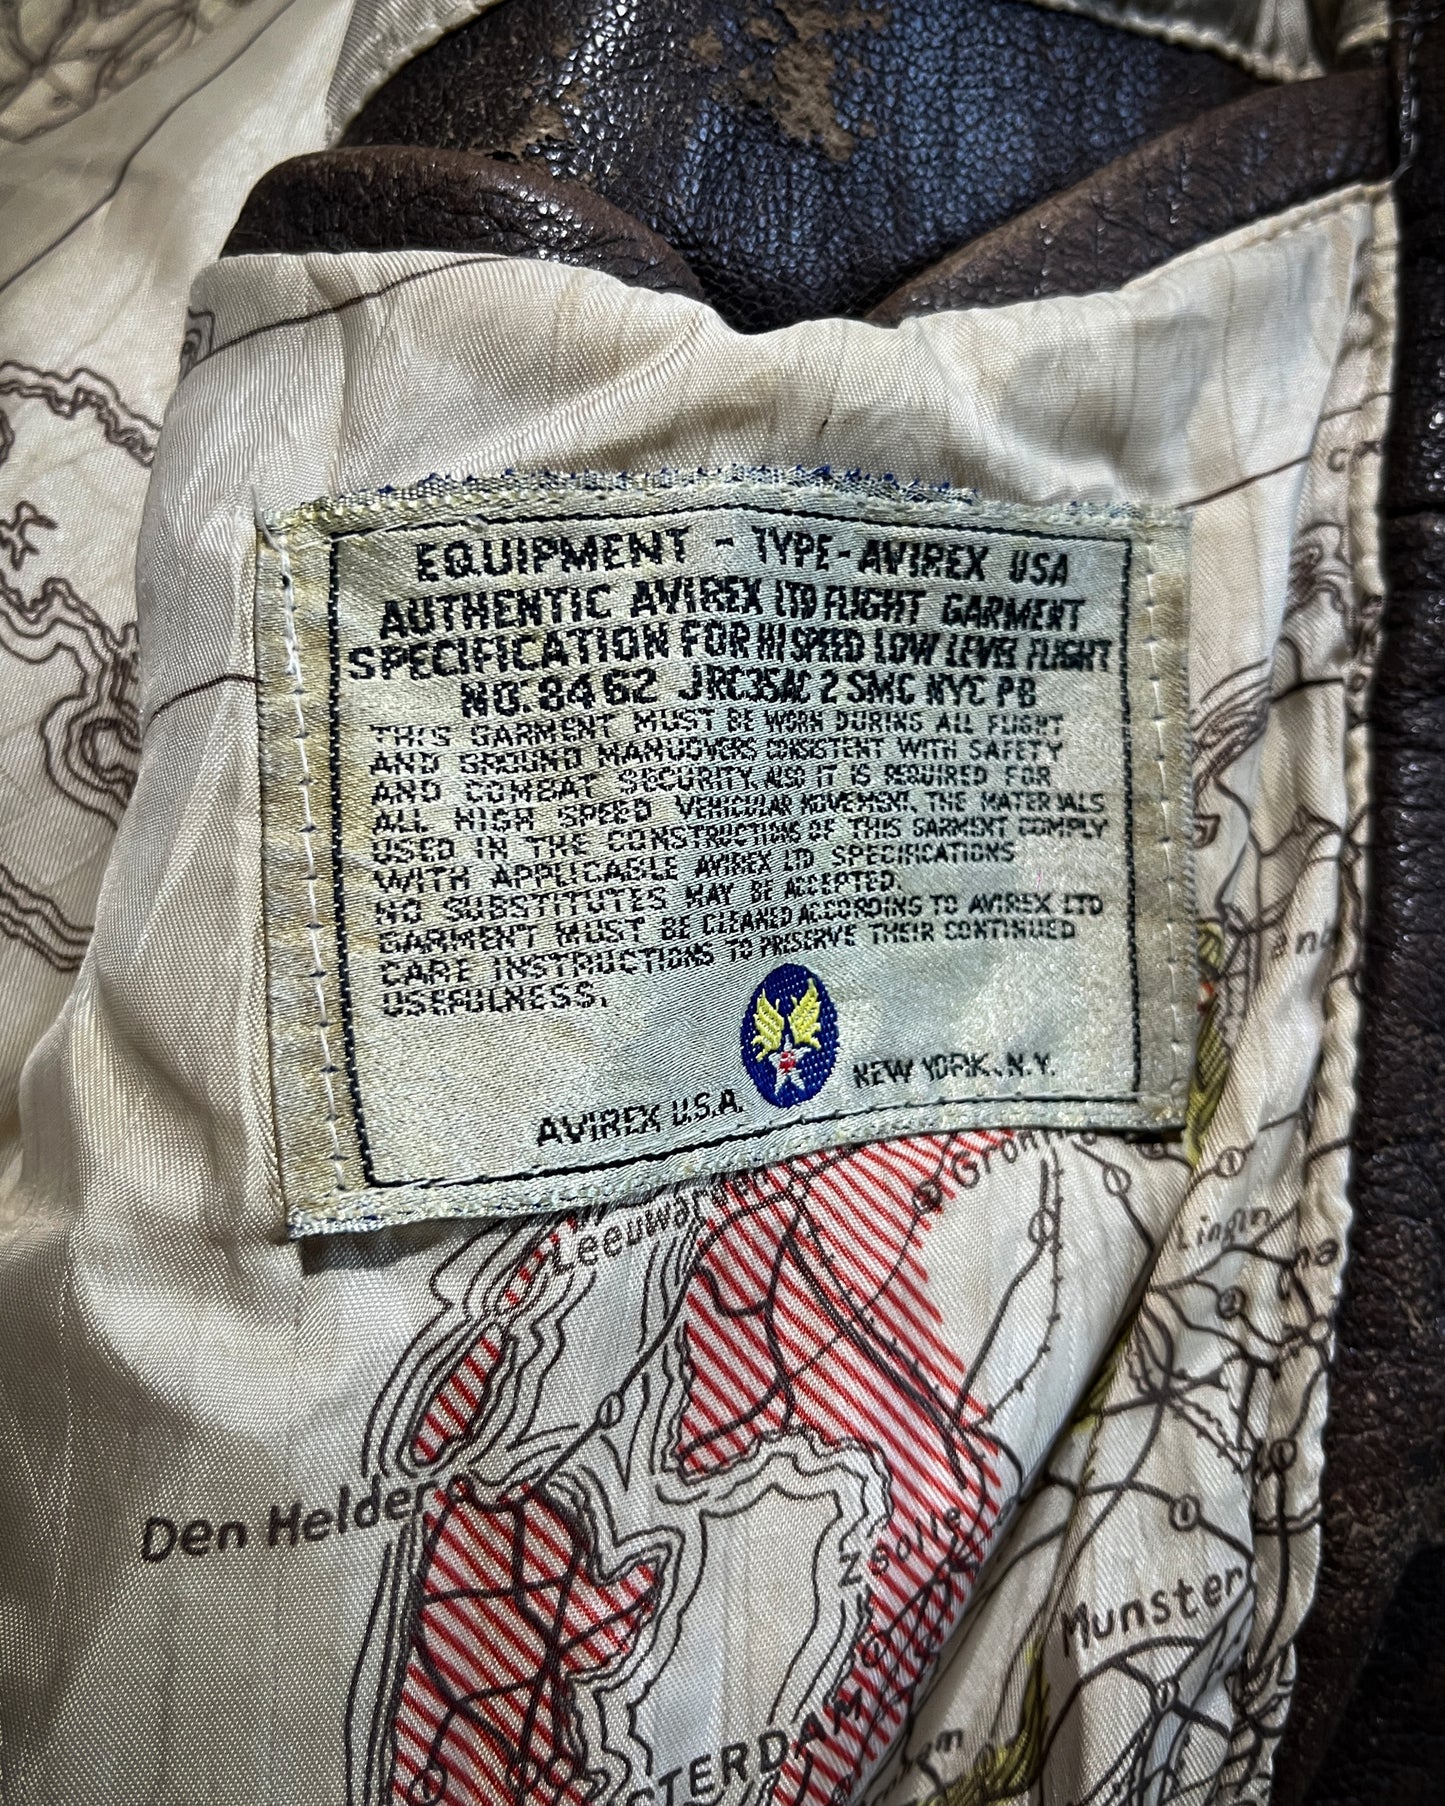 EQUIPMENT - TYPE- AVIREX USA
AUTHENTIC AVIREX LTD FLIGHT GARMENT
SPECIFICATION FOR HI SPEED LOW LEVEL FLIGHT
NO. 8462 JRC35AC 2 SMC NYC PB
THIS GARMENT MUST BE WORN DURING ALL FLIGHT
AND GROUND MANUOVERS CONSISTENT WITH SAFETY
AND COMBAT SECURITY, ALSO IT IS REQUIRED FOR
ALL HIGH SPEED VEHICULAR MOVEMENT, THE MATERIALS
USED IN THE CONSTRUCTIONS OF THIS GARMENT COMPLY
WITH APPLICABLE AVIREX LTD SPECIFICATIONS
NO SUBSTITUTES MAY BE ACCEPTED.
GARMENT MUST BE CLEANED ACCORDING TO AVIREX LTD
CARE INSTRUCTIONS TO PRESERVE THEIR CONTINUED
USEFULNESS.
AVIREX U.S.A. NEW YORK, N.Y.
Leeuwarden
Den Helder
Zsolle
Munster
STERDAM